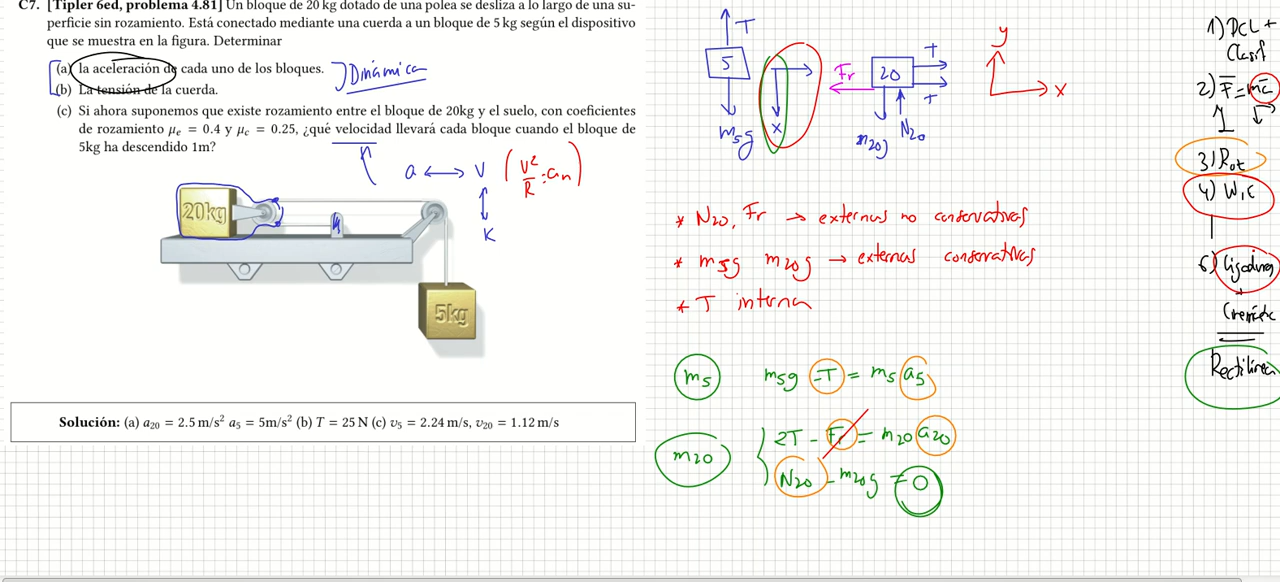 C7. [Tipler 6ed, problema 4.81] Un bloque de 20 kg dotado de una polea se desliza a lo largo de una su-
perficie sin rozamiento. Está conectado mediante una cuerda a un bloque de 5 kg según el dispositivo
que se muestra en la figura. Determinar
(a) la aceleración de cada uno de los bloques.
(b) La tensión de la cuerda.
Dinámica
(c) Si ahora suponemos que existe rozamiento entre el bloque de 20kg y el suelo, con coeficientes
de rozamiento μe = 0.4 y μc = 0.25, ¿qué velocidad llevará cada bloque cuando el bloque de
5kg ha descendido 1m?
a ↔ v (v²/R = an)
↕
K
20kg
5kg
Solución: (a) a20 = 2.5 m/s² a5 = 5m/s² (b) T = 25 N (c) v5 = 2.24 m/s, v20 = 1.12 m/s
T
5
m5g
x
Fr
20
T
T
m20g
N20
y
x
* N20, Fr → externas no conservativas
* m5g m20g → externas conservativas
* T interna
m5 m5g - T = m5 a5
m20 2T - Fr = m20 a20
N20 - m20g = 0
1) DCL +
Clasif
2) F = ma
3) Rot
4) W, C
6) Ligaduras
+
Rectilínea